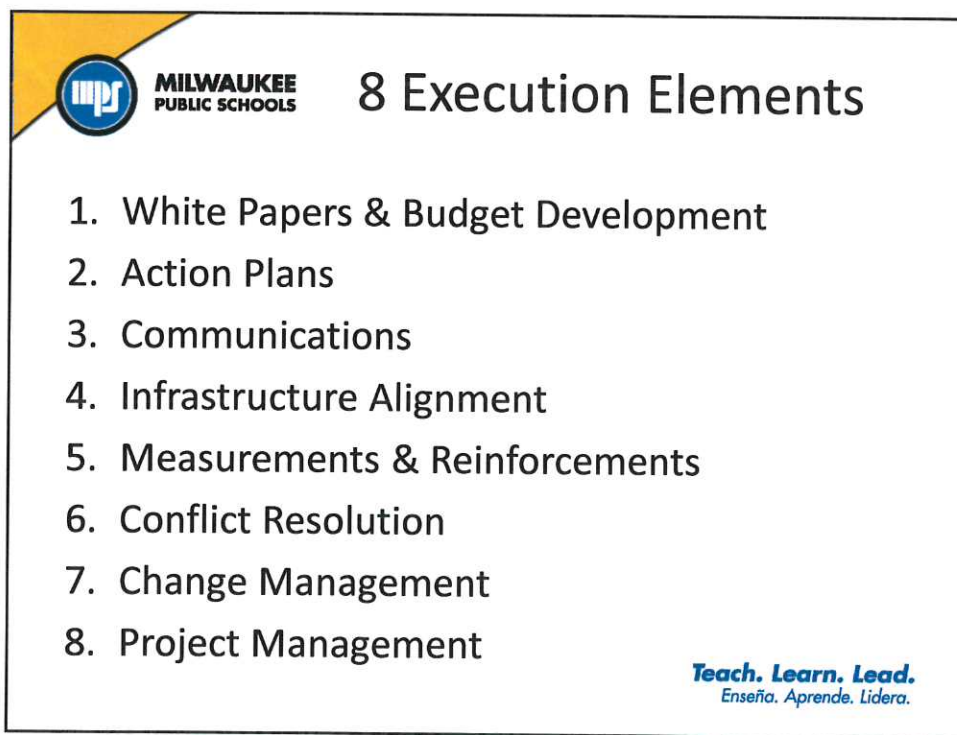 mps
MILWAUKEE
PUBLIC SCHOOLS
8 Execution Elements
1. White Papers & Budget Development
2. Action Plans
3. Communications
4. Infrastructure Alignment
5. Measurements & Reinforcements
6. Conflict Resolution
7. Change Management
8. Project Management
Teach. Learn. Lead.
Enseña. Aprende. Lidera.